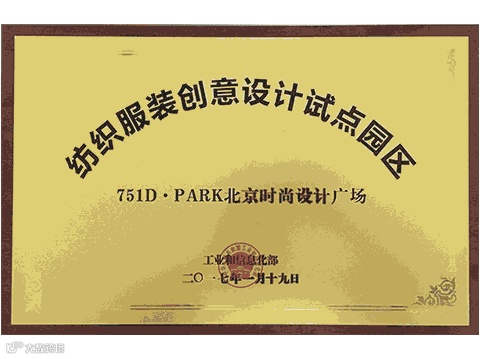 纺织服装创意设计试点园区
751D·PARK北京时尚设计广场
工业和信息化部
二〇一七年一月十九日